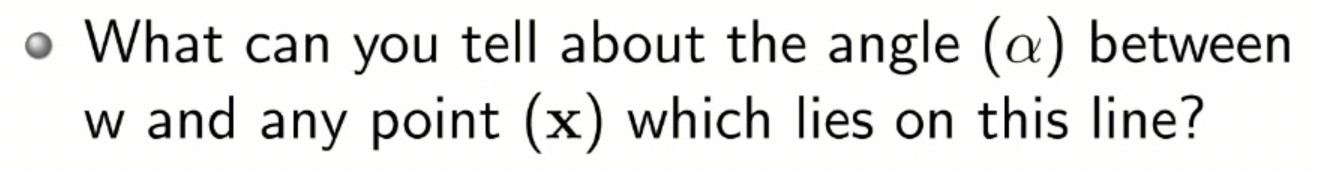 What can you tell about the angle (α) between
w and any point (x) which lies on this line?